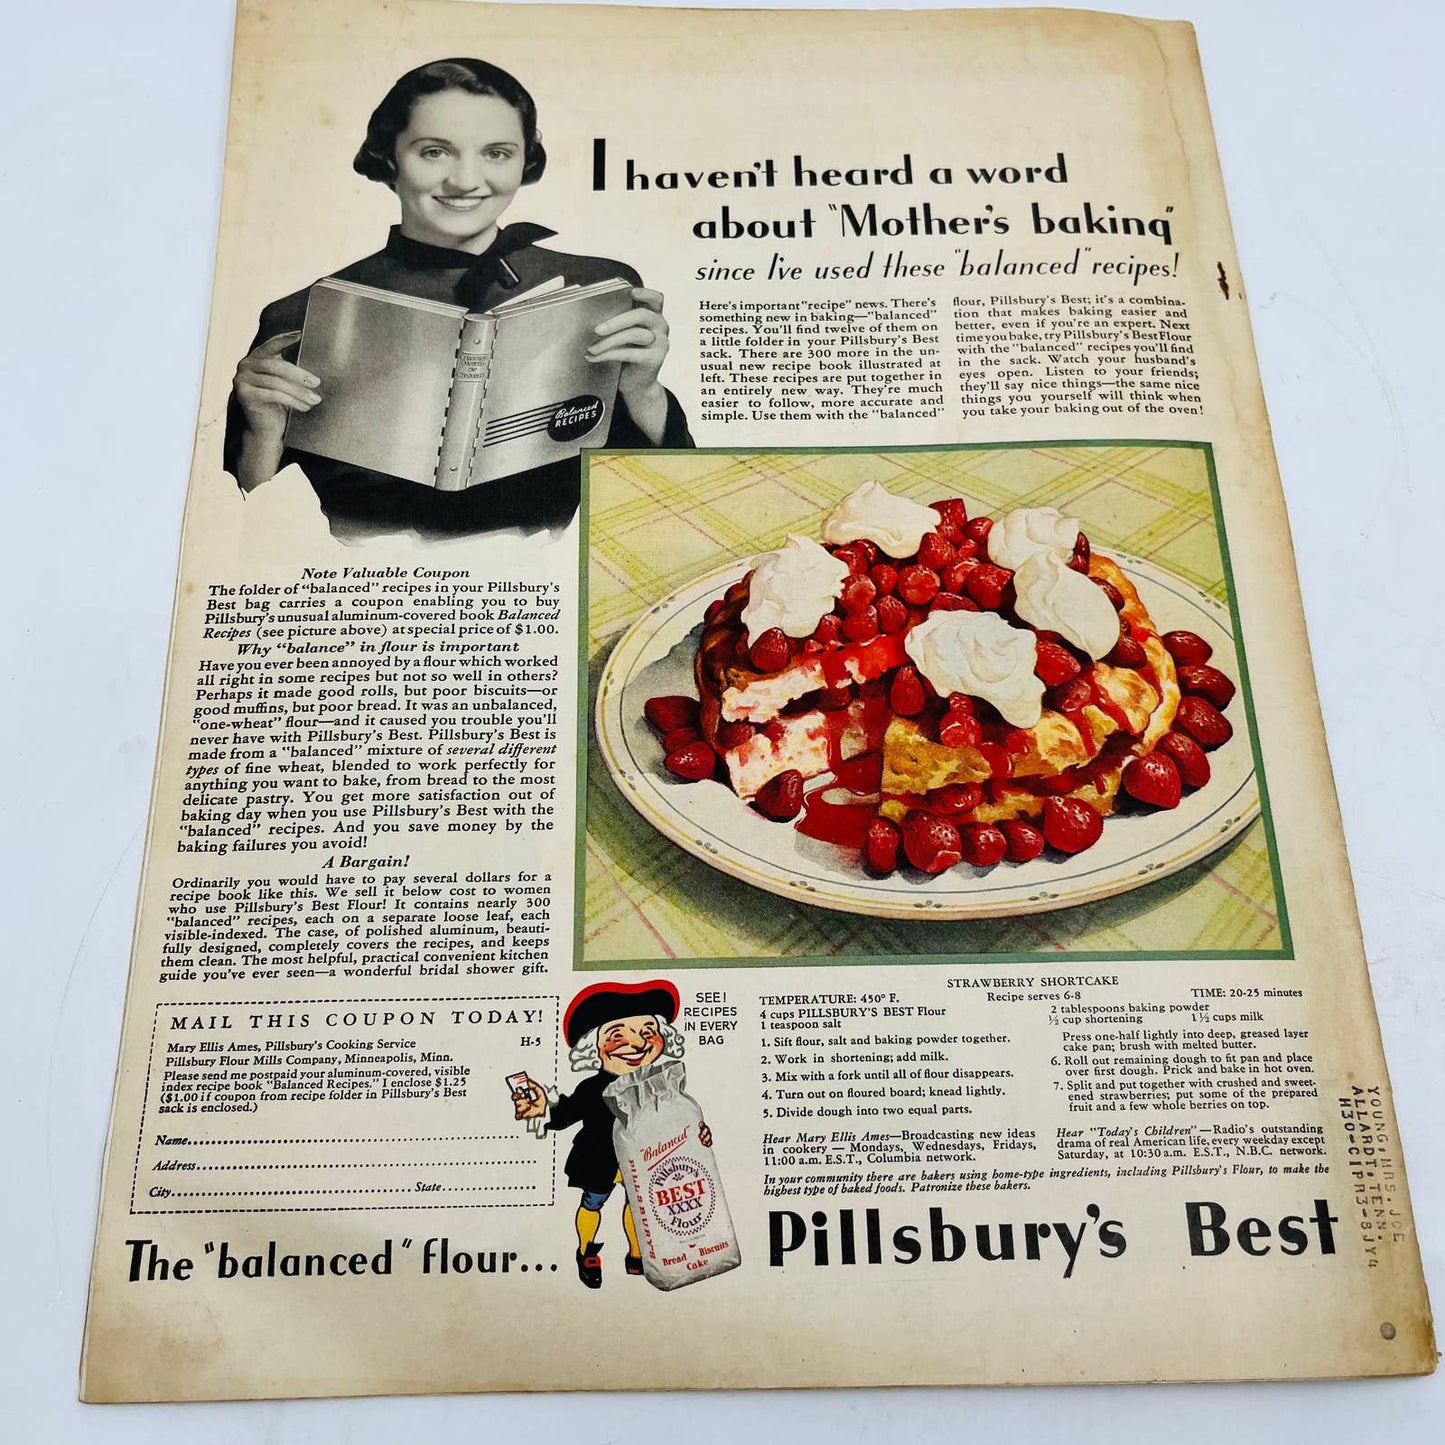 I haven't heard a word
about "Mother's baking"
since I've used these "balanced" recipes!
Here's important "recipe" news. There's
something new in baking—"balanced"
recipes. You'll find twelve of them on
a little folder in your Pillsbury's Best
sack. There are 300 more in the un-
usual new recipe book illustrated at
left. These recipes are put together in
an entirely new way. They're much
easier to follow, more accurate and
simple. Use them with the "balanced"
flour, Pillsbury's Best; it's a combina-
tion that makes baking easier and
better, even if you're an expert. Next
time you bake, try Pillsbury's Best Flour
with the "balanced" recipes you'll find
in the sack. Watch your husband's
eyes open. Listen to your friends;
they'll say nice things—the same nice
things you yourself will think when
you take your baking out of the oven!
Balanced
RECIPES
Note Valuable Coupon
The folder of "balanced" recipes in your Pillsbury's
Best bag carries a coupon enabling you to buy
Pillsbury's unusual aluminum-covered book Balanced
Recipes (see picture above) at special price of $1.00.
Why "balance" in flour is important
Have you ever been annoyed by a flour which worked
all right in some recipes but not so well in others?
Perhaps it made good rolls, but poor biscuits—or
good muffins, but poor bread. It was an unbalanced,
"one-wheat" flour—and it caused you trouble you'll
never have with Pillsbury's Best. Pillsbury's Best is
made from a "balanced" mixture of several different
types of fine wheat, blended to work perfectly for
anything you want to bake, from bread to the most
delicate pastry. You get more satisfaction out of
baking day when you use Pillsbury's Best with the
"balanced" recipes. And you save money by the
baking failures you avoid!
A Bargain!
Ordinarily you would have to pay several dollars for a
recipe book like this. We sell it below cost to women
who use Pillsbury's Best Flour! It contains nearly 300
"balanced" recipes, each on a separate loose leaf, each
visible-indexed. The case, of polished aluminum, beauti-
fully designed, completely covers the recipes, and keeps
them clean. The most helpful, practical convenient kitchen
guide you've ever seen—a wonderful bridal shower gift.
MAIL THIS COUPON TODAY!
Mary Ellis Ames, Pillsbury's Cooking Service H-5
Pillsbury Flour Mills Company, Minneapolis, Minn.
Please send me postpaid your aluminum-covered, visible
index recipe book "Balanced Recipes." I enclose $1.25
($1.00 if coupon from recipe folder in Pillsbury's Best
sack is enclosed.)
Name
Address
City State
SEE!
RECIPES
IN EVERY
BAG
"Balanced"
PILLSBURY'S
Pillsbury's
BEST
XXXX
Flour
Bread Biscuits
Cake
STRAWBERRY SHORTCAKE
TEMPERATURE: 450° F. Recipe serves 6-8 TIME: 20-25 minutes
4 cups PILLSBURY'S BEST Flour
1 teaspoon salt
2 tablespoons baking powder
½ cup shortening 1½ cups milk
1. Sift flour, salt and baking powder together.
2. Work in shortening; add milk.
3. Mix with a fork until all of flour disappears.
4. Turn out on floured board; knead lightly.
5. Divide dough into two equal parts.
Press one-half lightly into deep, greased layer
cake pan; brush with melted butter.
6. Roll out remaining dough to fit pan and place
over first dough. Prick and bake in hot oven.
7. Split and put together with crushed and sweet-
ened strawberries; put some of the prepared
fruit and a few whole berries on top.
Hear Mary Ellis Ames—Broadcasting new ideas
in cookery — Mondays, Wednesdays, Fridays,
11:00 a.m. E.S.T., Columbia network.
Hear "Today's Children"—Radio's outstanding
drama of real American life, every weekday except
Saturday, at 10:30 a.m. E.S.T., N.B.C. network.
In your community there are bakers using home-type ingredients, including Pillsbury's Flour, to make the
highest type of baked foods. Patronize these bakers.
The "balanced" flour... Pillsbury's Best
YOUNG, MRS. JOE
ALLARDT, TENN.